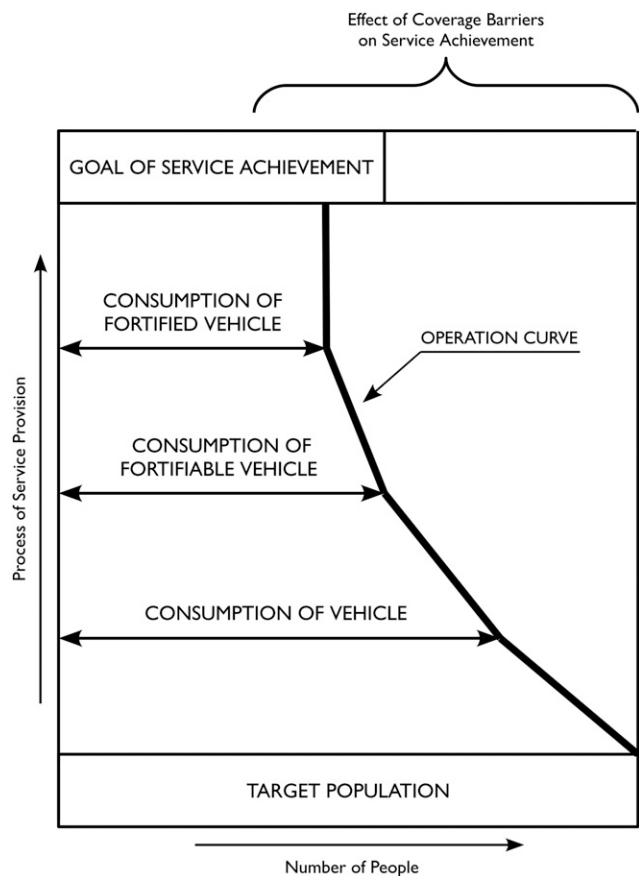 Effect of Coverage Barriers
on Service Achievement
GOAL OF SERVICE ACHIEVEMENT
CONSUMPTION OF
FORTIFIED VEHICLE
OPERATION CURVE
CONSUMPTION OF
FORTIFIABLE VEHICLE
Process of Service Provision
CONSUMPTION OF VEHICLE
TARGET POPULATION
Number of People